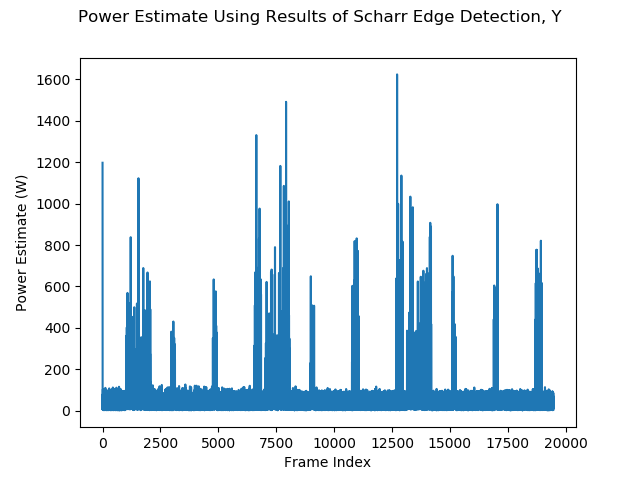 Power Estimate Using Results of Scharr Edge Detection, Y
1600
1400
1200
1000
800
600
400
200
0
Power Estimate (W)
0 2500 5000 7500 10000 12500 15000 17500 20000
Frame Index